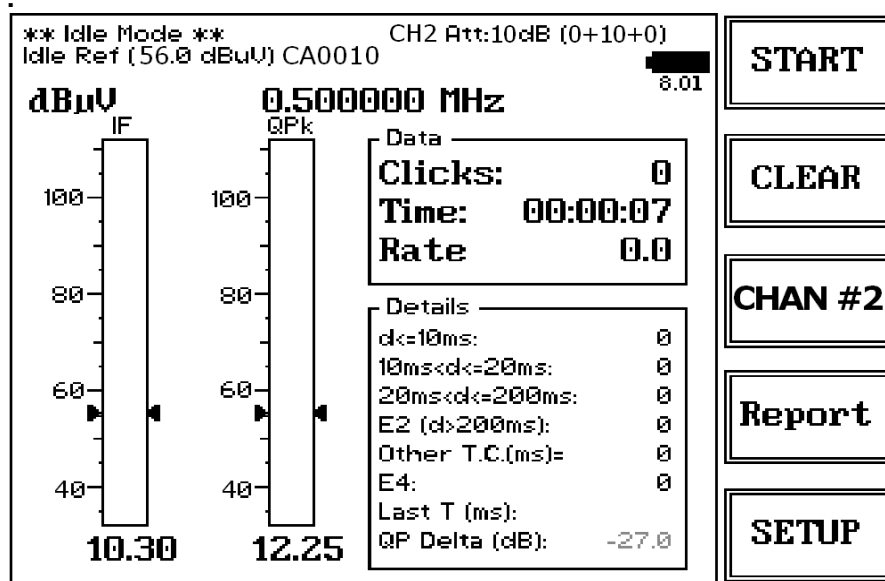 ** Idle Mode **
CH2 Att:10dB (0+10+0)
Idle Ref (56.0 dBuV) CA0010
8.01
dBµV
0.500000 MHz
IF
QPk
100
80
60
40
10.30
100
80
60
40
12.25
Data
Clicks: 0
Time: 00:00:07
Rate 0.0
Details
d<=10ms: 0
10ms<d<=20ms: 0
20ms<d<=200ms: 0
E2 (d>200ms): 0
Other T.C.(ms)= 0
E4: 0
Last T (ms):
QP Delta (dB): -27.0
START
CLEAR
CHAN #2
Report
SETUP